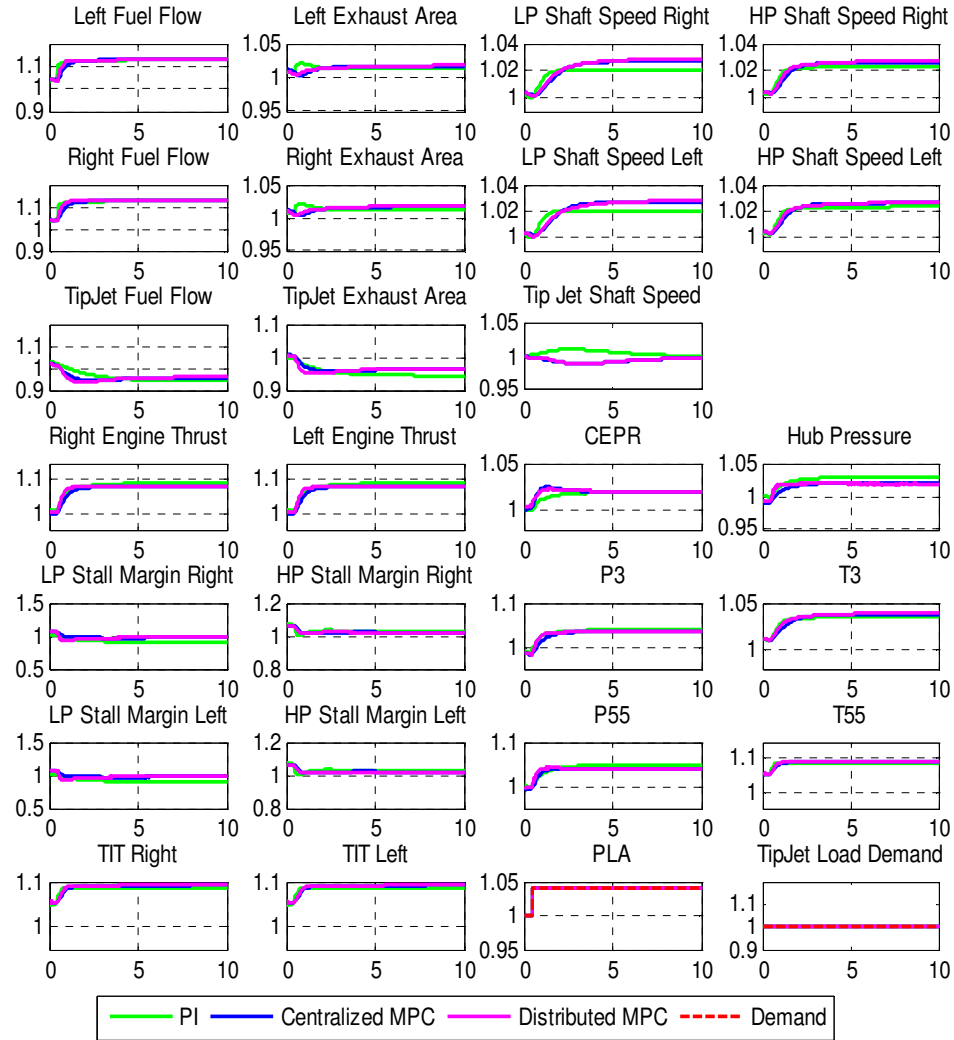 Left Fuel Flow Left Exhaust Area LP Shaft Speed Right HP Shaft Speed Right
1.1 1 0.9 0 5 10 1.05 1 0.95 0 5 10 1.04 1.02 1 0 5 10 1.04 1.02 1 0 5 10
Right Fuel Flow Right Exhaust Area LP Shaft Speed Left HP Shaft Speed Left
1.1 1 0.9 0 5 10 1.05 1 0.95 0 5 10 1.04 1.02 1 0 5 10 1.04 1.02 1 0 5 10
TipJet Fuel Flow TipJet Exhaust Area Tip Jet Shaft Speed
1.1 1 0.9 0 5 10 1.1 1 0.9 0 5 10 1.05 1 0.95 0 5 10
Right Engine Thrust Left Engine Thrust CEPR Hub Pressure
1.1 1 0 5 10 1.1 1 0 5 10 1.05 1 0 5 10 1.05 1 0.95 0 5 10
LP Stall Margin Right HP Stall Margin Right P3 T3
1.5 1 0.5 0 5 10 1.2 1 0.8 0 5 10 1.1 1 0 5 10 1.05 1 0 5 10
LP Stall Margin Left HP Stall Margin Left P55 T55
1.5 1 0.5 0 5 10 1.2 1 0.8 0 5 10 1.1 1 0 5 10 1.1 1 0 5 10
TIT Right TIT Left PLA TipJet Load Demand
1.1 1 0 5 10 1.1 1 0 5 10 1.05 1 0.95 0 5 10 1.1 1 0.9 0 5 10
PI Centralized MPC Distributed MPC Demand